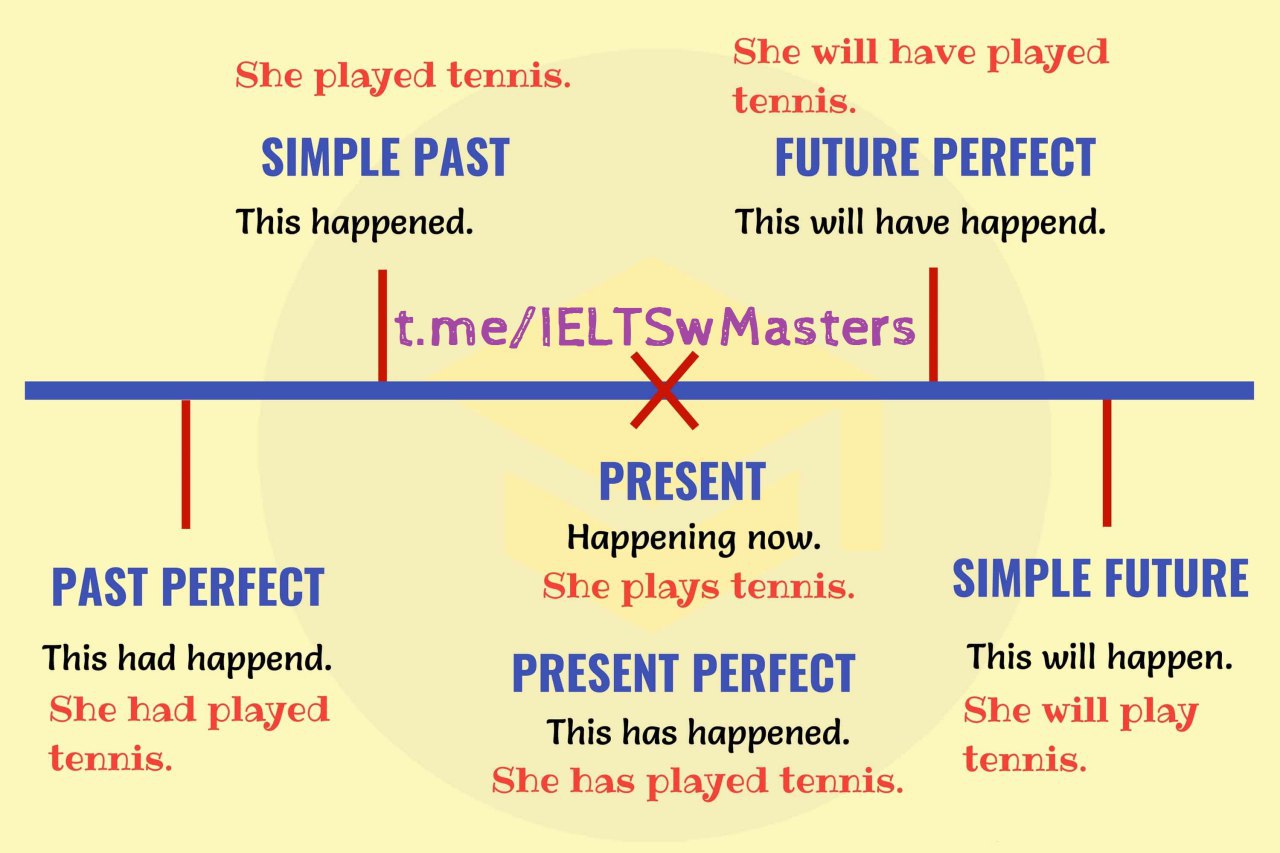 She played tennis.
SIMPLE PAST
This happened.
She will have played
tennis.
FUTURE PERFECT
This will have happend.
t.me/IELTSwMasters
PAST PERFECT
This had happend.
She had played
tennis.
PRESENT
Happening now.
She plays tennis.
PRESENT PERFECT
This has happened.
She has played tennis.
SIMPLE FUTURE
This will happen.
She will play
tennis.